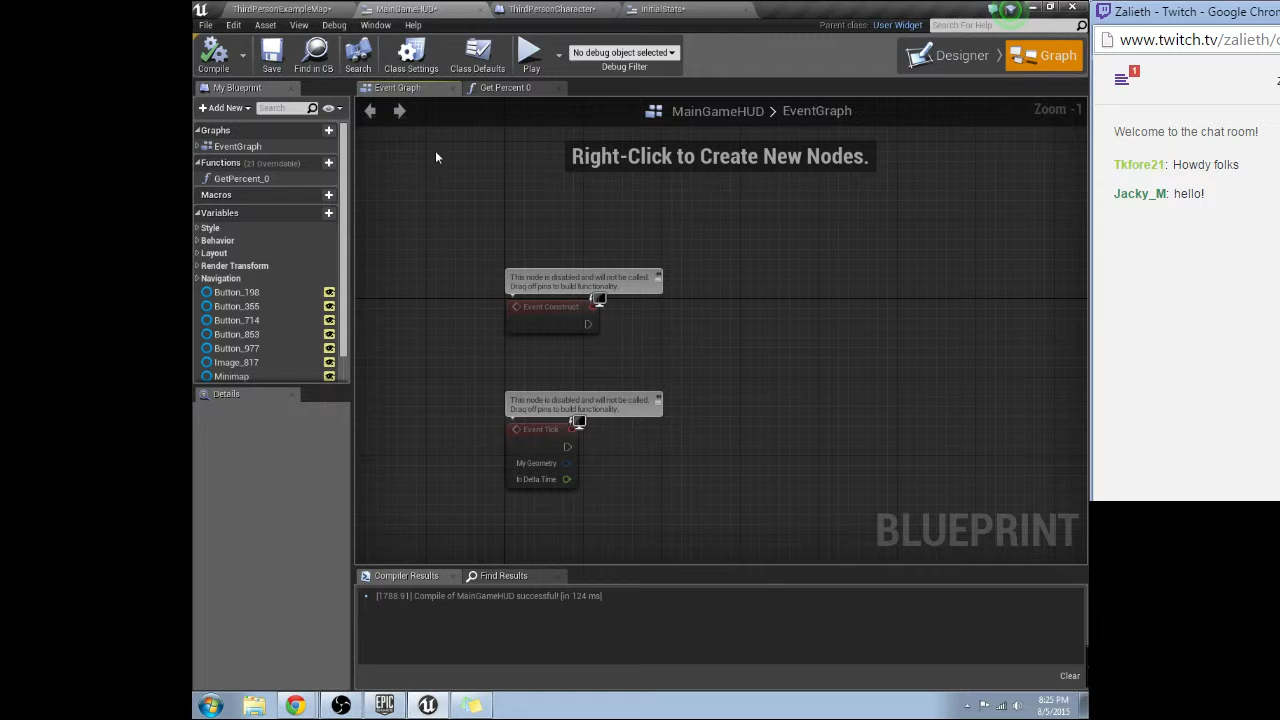 ThirdPersonExampleMap*
MainGameHUD*
ThirdPersonCharacter*
InitialStats*
File Edit Asset View Debug Window Help
Parent class: User Widget
Search For Help
Compile
Save
Find in CB
Search
Class Settings
Class Defaults
Play
No debug object selected
Debug Filter
Designer
Graph
My Blueprint
Event Graph
Get Percent 0
Add New
Search
MainGameHUD > EventGraph
Zoom -1
Right-Click to Create New Nodes.
Graphs
EventGraph
Functions (21 Overridable)
GetPercent_0
Macros
Variables
Style
Behavior
Layout
Render Transform
Navigation
Button_198
Button_355
Button_714
Button_853
Button_977
Image_817
Minimap
Details
This node is disabled and will not be called.
Drag off pins to build functionality.
Event Construct
This node is disabled and will not be called.
Drag off pins to build functionality.
Event Tick
My Geometry
In Delta Time
BLUEPRINT
Compiler Results
Find Results
[1788.91] Compile of MainGameHUD successful! [in 124 ms]
Clear
Zalieth - Twitch - Google Chro
www.twitch.tv/zalieth/
1
Welcome to the chat room!
Tkfore21: Howdy folks
Jacky_M: hello!
EPIC
GAMES
8:25 PM
8/5/2015